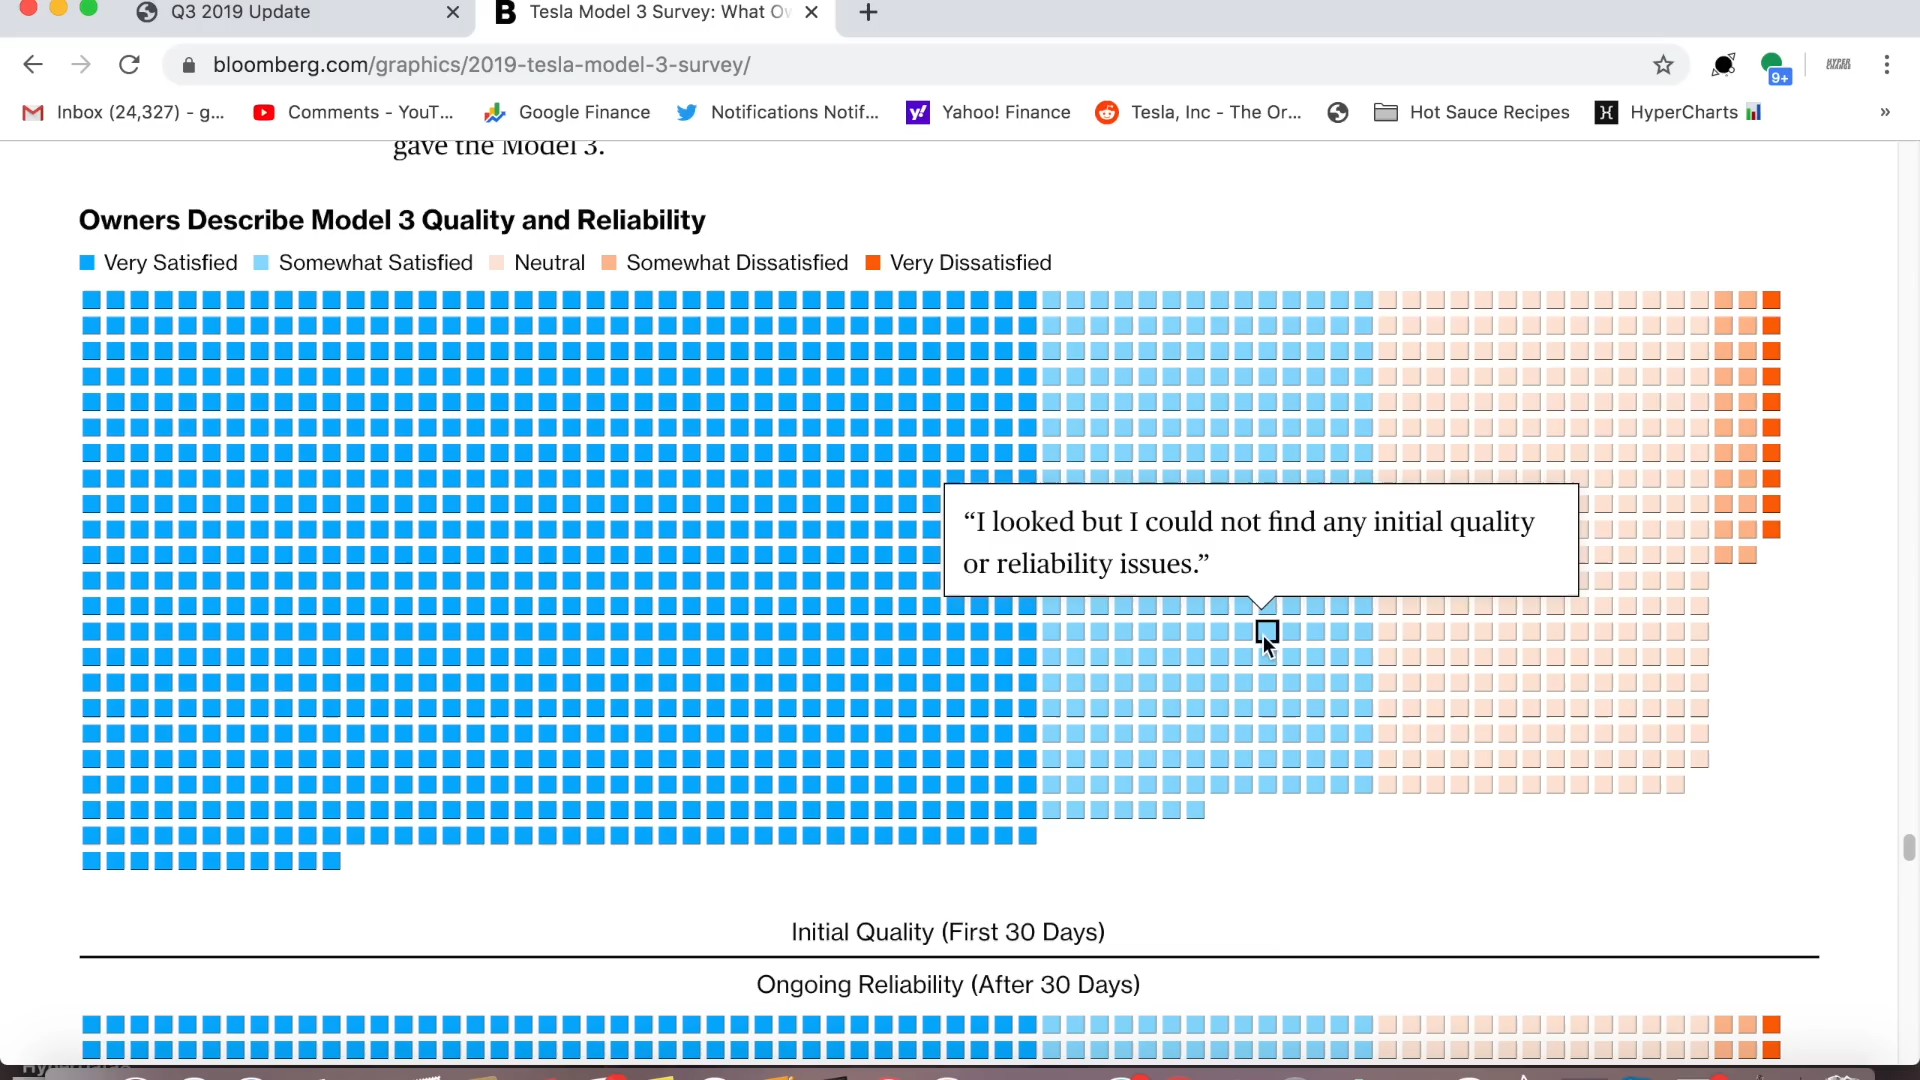 Q3 2019 Update
B Tesla Model 3 Survey: What Ow
bloomberg.com/graphics/2019-tesla-model-3-survey/
9+
HYPER
CHANGE
Inbox (24,327) - g...
Comments - YouT...
Google Finance
Notifications Notif...
y! Yahoo! Finance
Tesla, Inc - The Or...
Hot Sauce Recipes
HyperCharts
»
gave the Model 3.
Owners Describe Model 3 Quality and Reliability
Very Satisfied
Somewhat Satisfied
Neutral
Somewhat Dissatisfied
Very Dissatisfied
“I looked but I could not find any initial quality
or reliability issues.”
Initial Quality (First 30 Days)
Ongoing Reliability (After 30 Days)